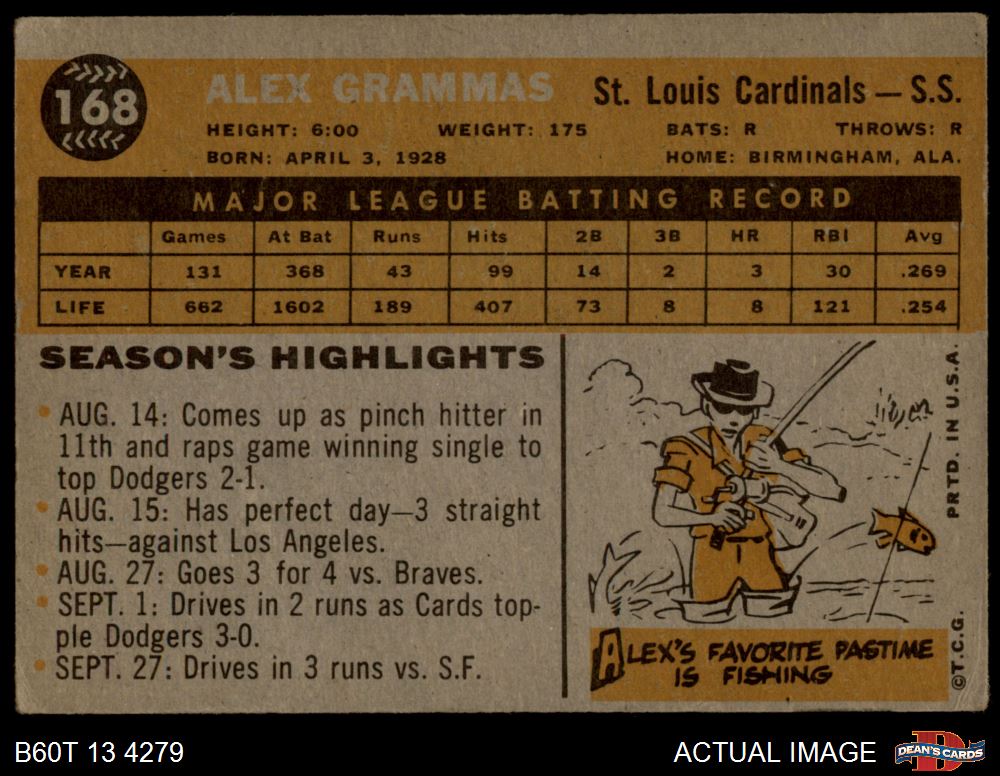 168
ALEX GRAMMAS
St. Louis Cardinals — S.S.
HEIGHT: 6:00 WEIGHT: 175 BATS: R THROWS: R
BORN: APRIL 3, 1928 HOME: BIRMINGHAM, ALA.
MAJOR LEAGUE BATTING RECORD
Games At Bat Runs Hits 2B 3B HR RBI Avg
YEAR 131 368 43 99 14 2 3 30 .269
LIFE 662 1602 189 407 73 8 8 121 .254
SEASON'S HIGHLIGHTS
AUG. 14: Comes up as pinch hitter in
11th and raps game winning single to
top Dodgers 2-1.
AUG. 15: Has perfect day—3 straight
hits—against Los Angeles.
AUG. 27: Goes 3 for 4 vs. Braves.
SEPT. 1: Drives in 2 runs as Cards top-
ple Dodgers 3-0.
SEPT. 27: Drives in 3 runs vs. S.F.
ALEX'S FAVORITE PASTIME
IS FISHING
©T.C.G. PRTD. IN U.S.A.
B60T 13 4279
ACTUAL IMAGE
D
DEAN'S CARDS